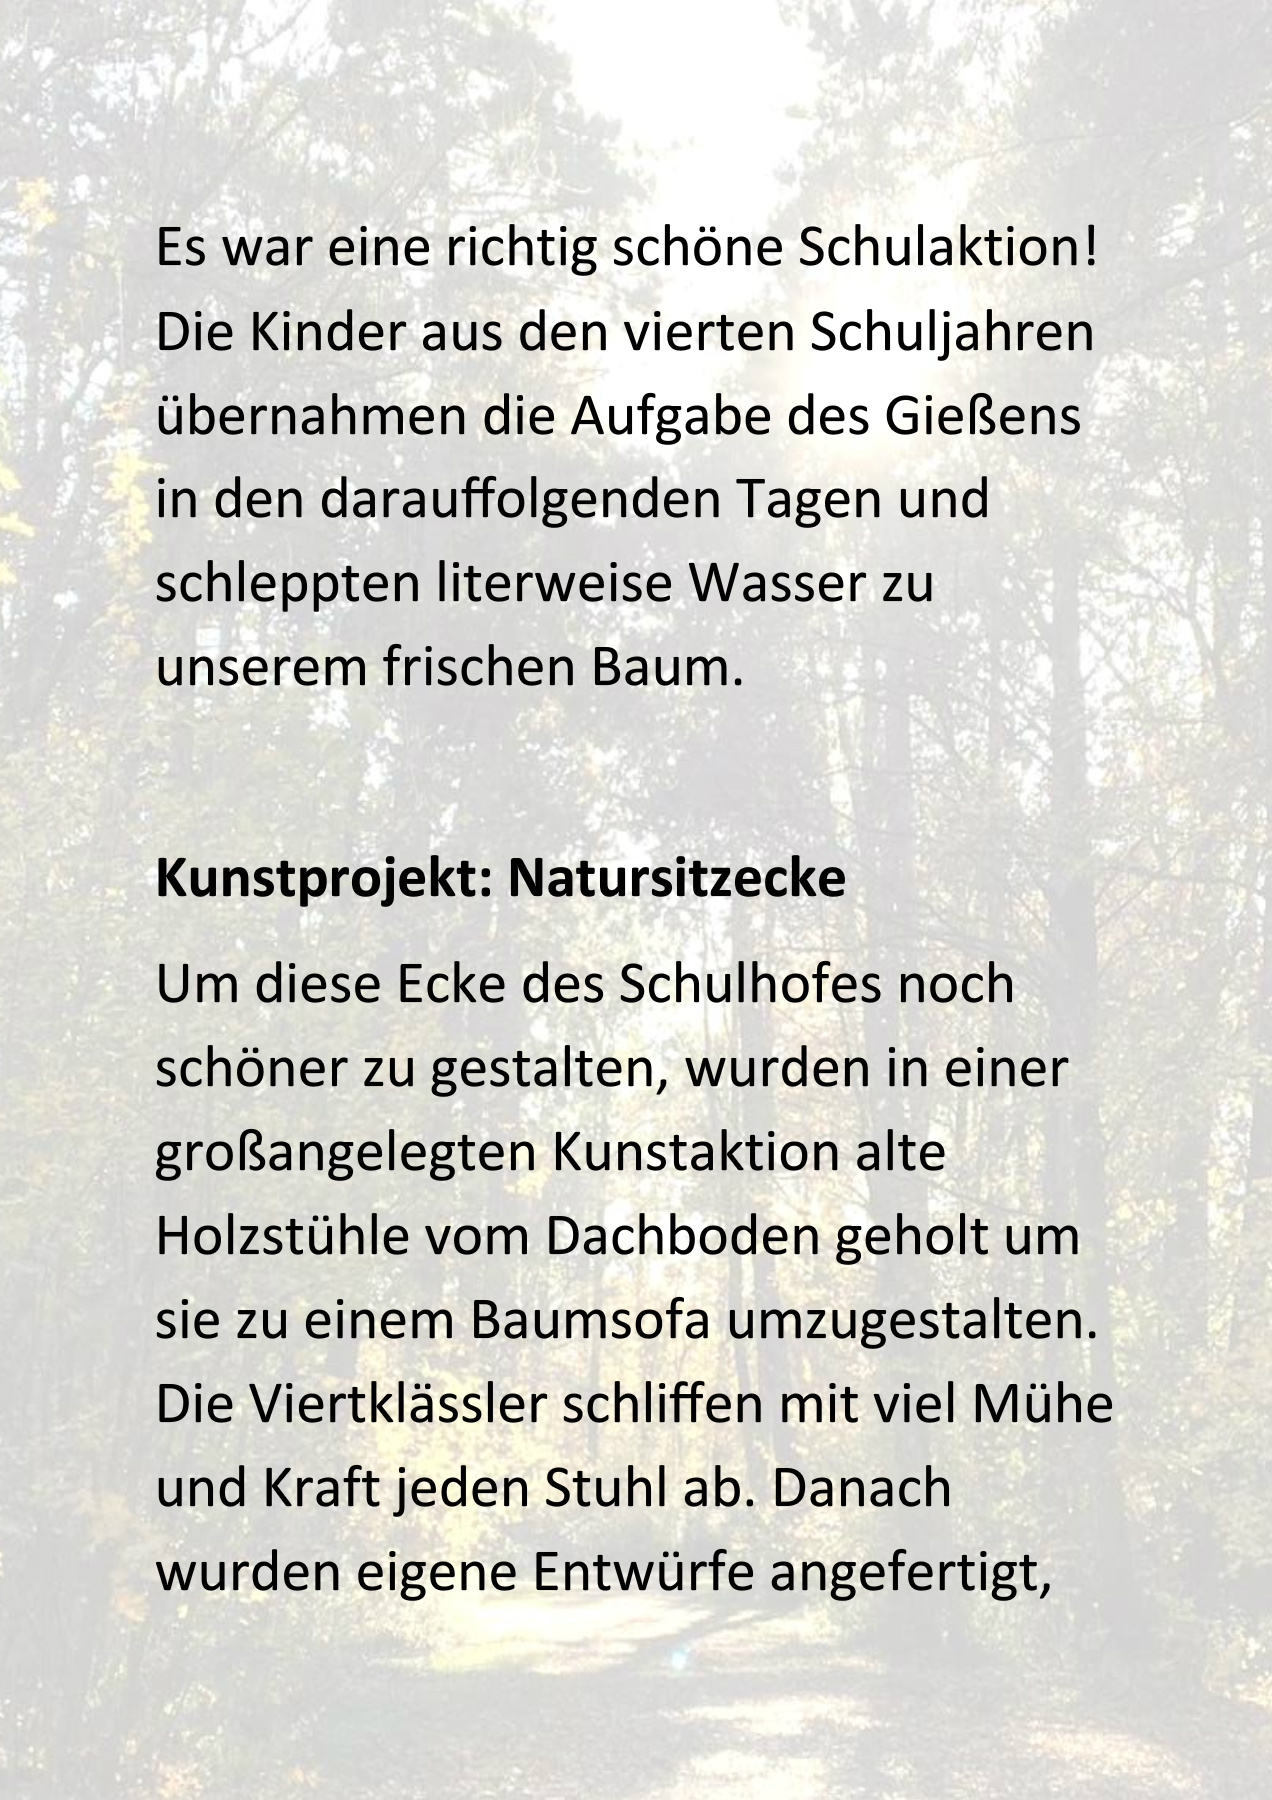 Es war eine richtig schöne Schulaktion!
Die Kinder aus den vierten Schuljahren
übernahmen die Aufgabe des Gießens
in den darauffolgenden Tagen und
schleppten literweise Wasser zu
unserem frischen Baum.
Kunstprojekt: Natursitzecke
Um diese Ecke des Schulhofes noch
schöner zu gestalten, wurden in einer
großangelegten Kunstaktion alte
Holzstühle vom Dachboden geholt um
sie zu einem Baumsofa umzugestalten.
Die Viertklässler schliffen mit viel Mühe
und Kraft jeden Stuhl ab. Danach
wurden eigene Entwürfe angefertigt,